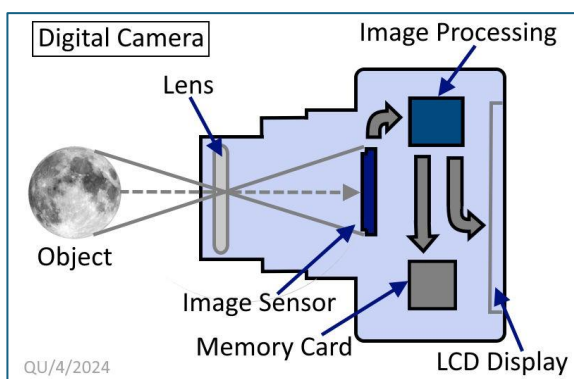 Digital Camera
Image Processing
Lens
Object
Image Sensor
Memory Card
LCD Display
QU/4/2024